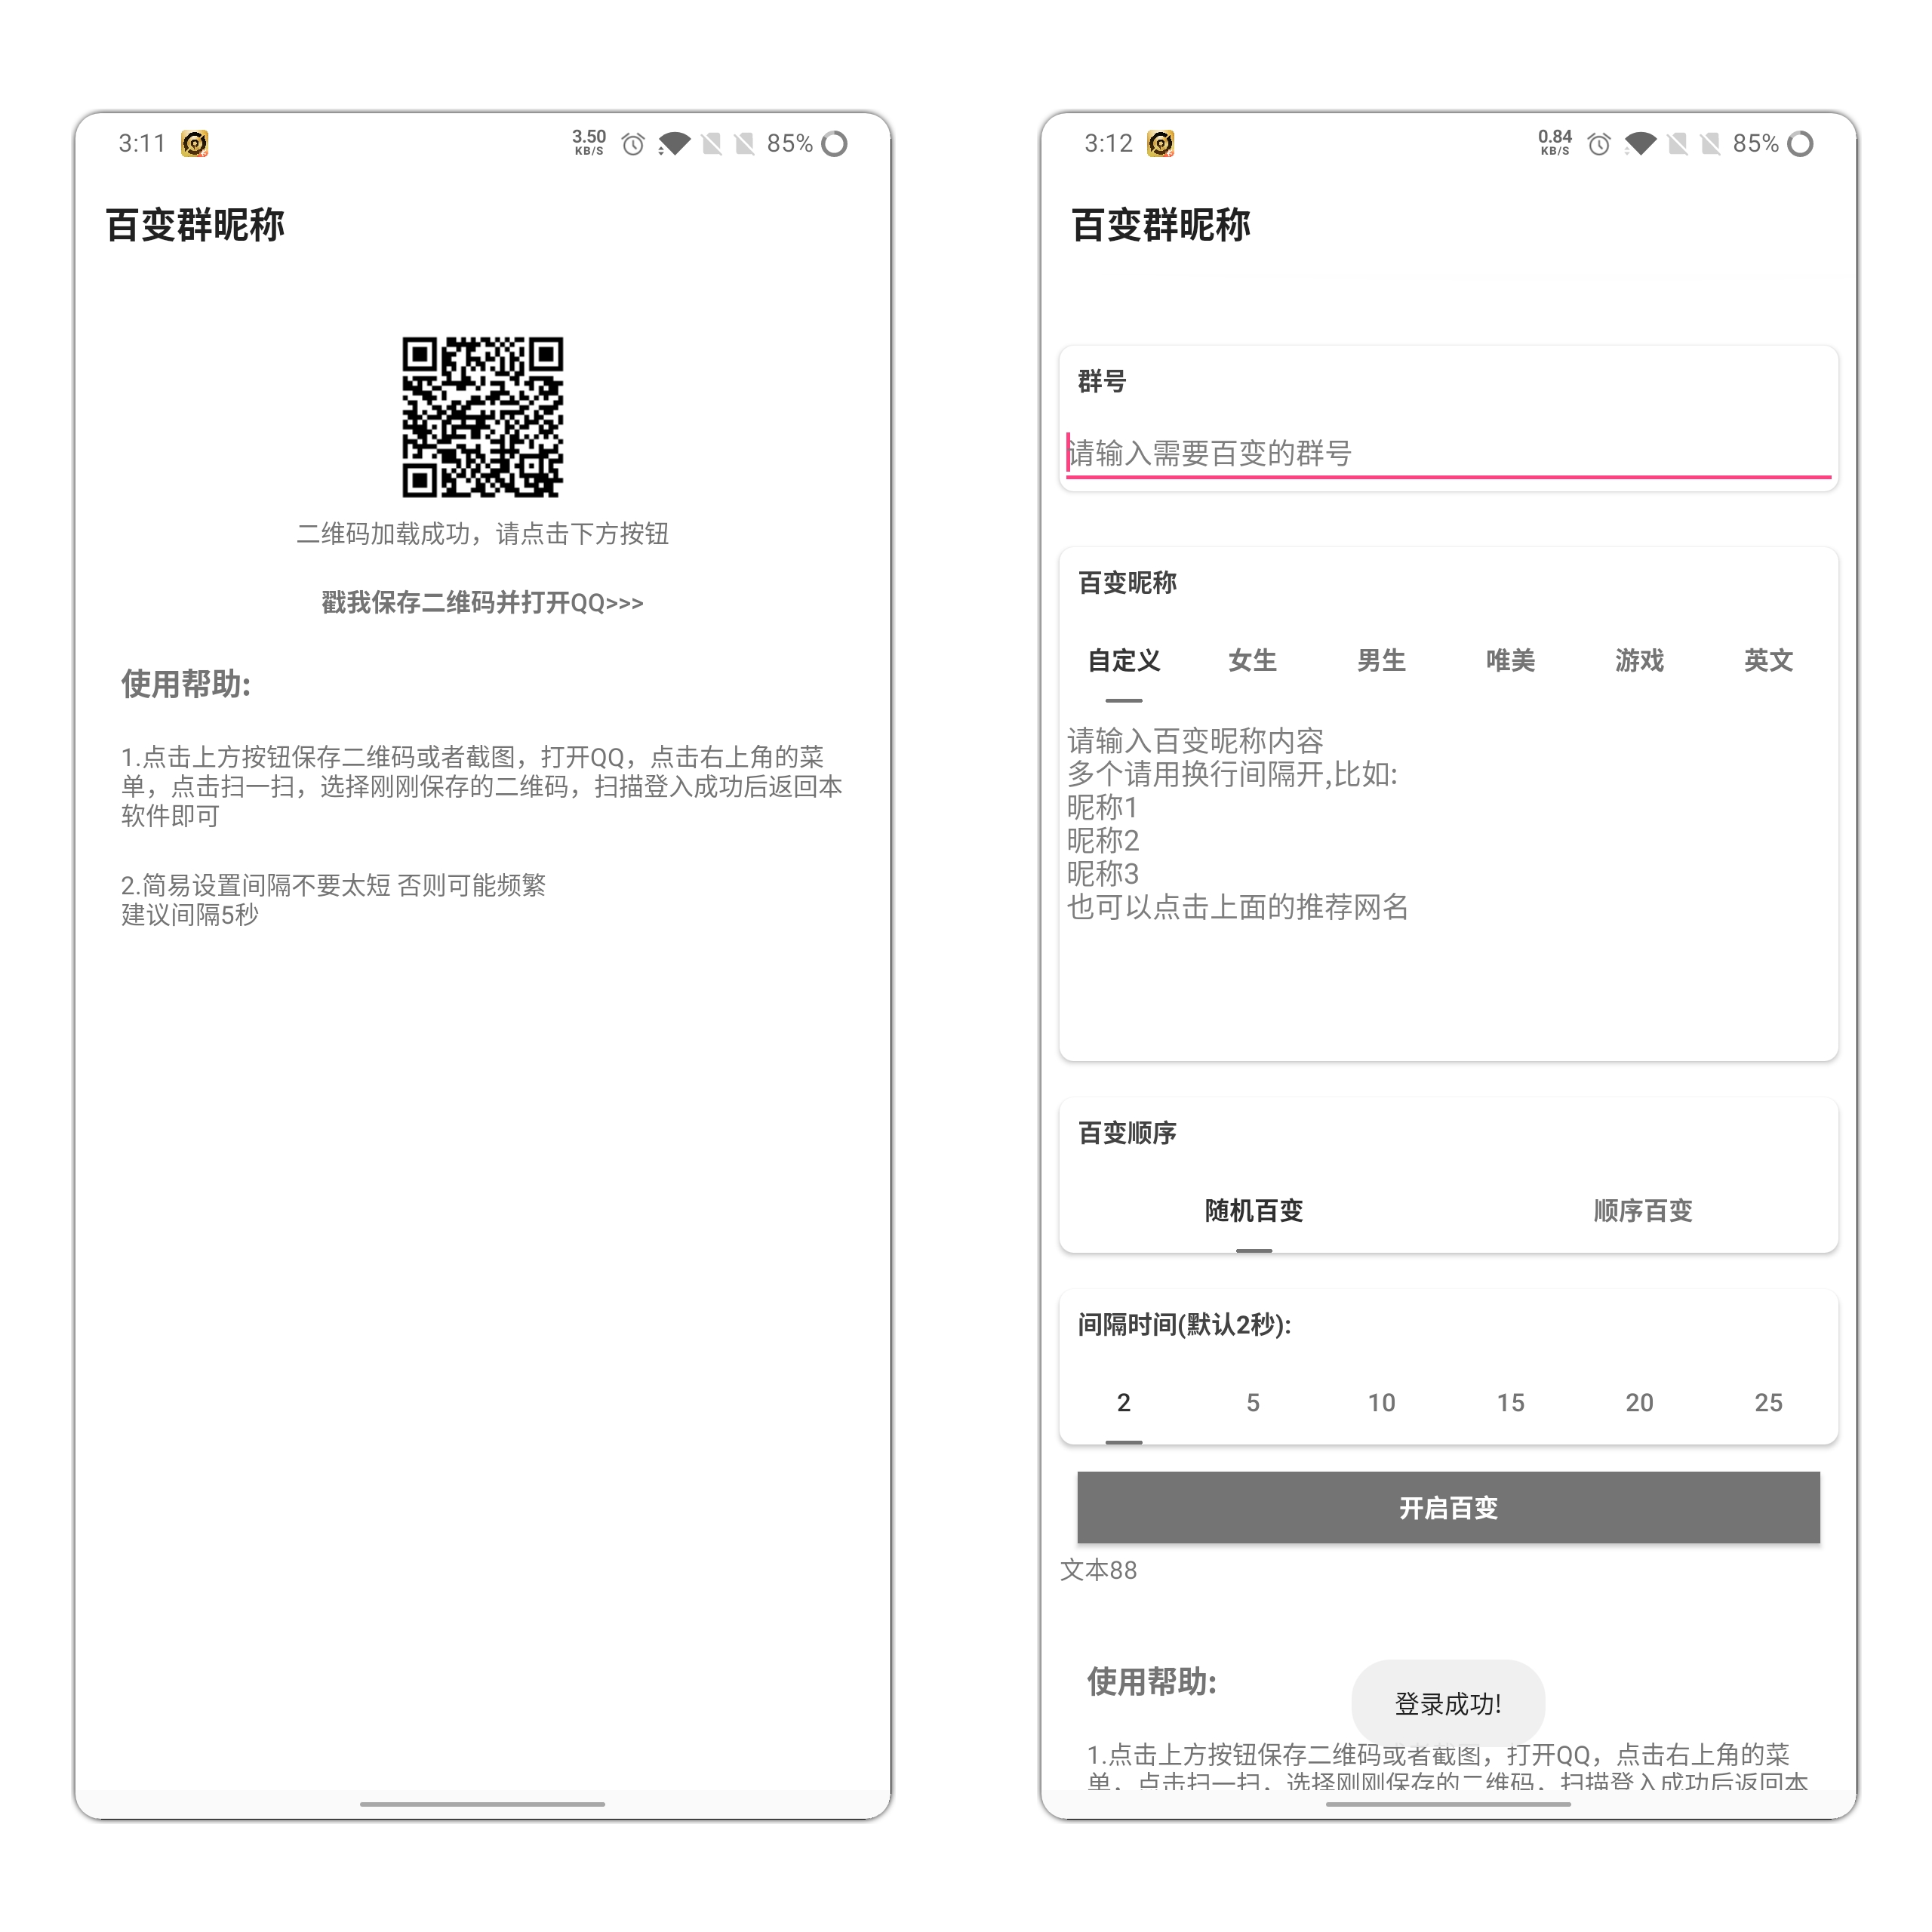 3:11
3.50
KB/S
85%
百变群昵称
二维码加载成功，请点击下方按钮
戳我保存二维码并打开QQ>>>
使用帮助:
1.点击上方按钮保存二维码或者截图，打开QQ，点击右上角的菜
单，点击扫一扫，选择刚刚保存的二维码，扫描登入成功后返回本
软件即可
2.简易设置间隔不要太短 否则可能频繁
建议间隔5秒
3:12
0.84
KB/S
85%
百变群昵称
群号
请输入需要百变的群号
百变昵称
自定义 女生 男生 唯美 游戏 英文
请输入百变昵称内容
多个请用换行间隔开,比如:
昵称1
昵称2
昵称3
也可以点击上面的推荐网名
百变顺序
随机百变 顺序百变
间隔时间(默认2秒):
2 5 10 15 20 25
开启百变
文本88
使用帮助:
登录成功!
1.点击上方按钮保存二维码或者截图，打开QQ，点击右上角的菜
单，点击扫一扫，选择刚刚保存的二维码，扫描登入成功后返回本